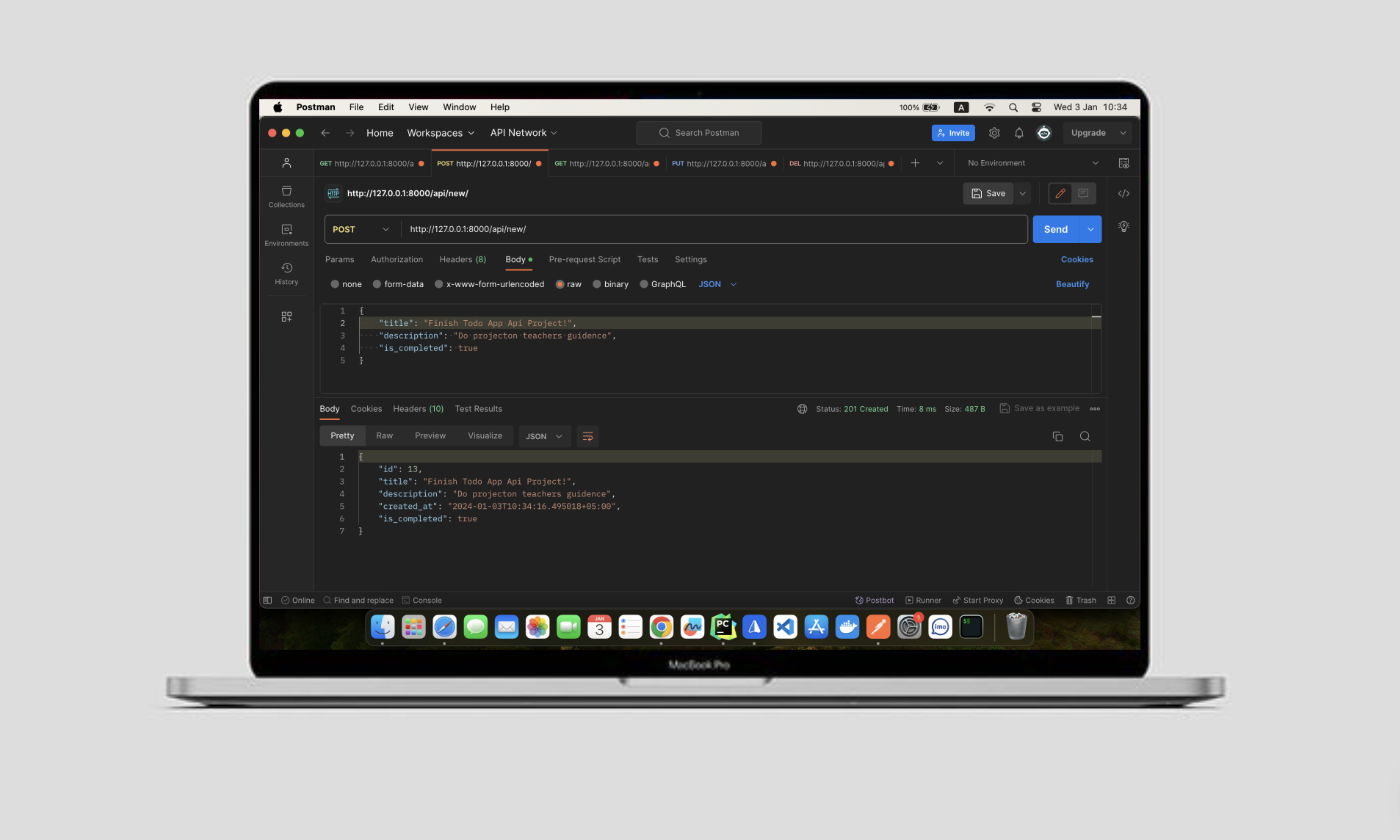 Postman File Edit View Window Help 100% A Wed 3 Jan 10:34
Home Workspaces API Network Search Postman Invite Upgrade
GET http://127.0.0.1:8000/a POST http://127.0.0.1:8000/ GET http://127.0.0.1:8000/a PUT http://127.0.0.1:8000/a DEL http://127.0.0.1:8000/a No Environment
HTTP http://127.0.0.1:8000/api/new/ Save
Collections
Environments
History
POST http://127.0.0.1:8000/api/new/ Send
Params Authorization Headers (8) Body Pre-request Script Tests Settings Cookies
none form-data x-www-form-urlencoded raw binary GraphQL JSON Beautify
1 {
2 "title": "Finish Todo App Api Project!",
3 "description": "Do projecton teachers guidence",
4 "is_completed": true
5 }
Body Cookies Headers (10) Test Results Status: 201 Created Time: 8 ms Size: 487 B Save as example
Pretty Raw Preview Visualize JSON
1 {
2 "id": 13,
3 "title": "Finish Todo App Api Project!",
4 "description": "Do projecton teachers guidence",
5 "created_at": "2024-01-03T10:34:16.495018+05:00",
6 "is_completed": true
7 }
Online Find and replace Console Postbot Runner Start Proxy Cookies Trash
JAN
3
PC
1
imo
$$
MacBook Pro